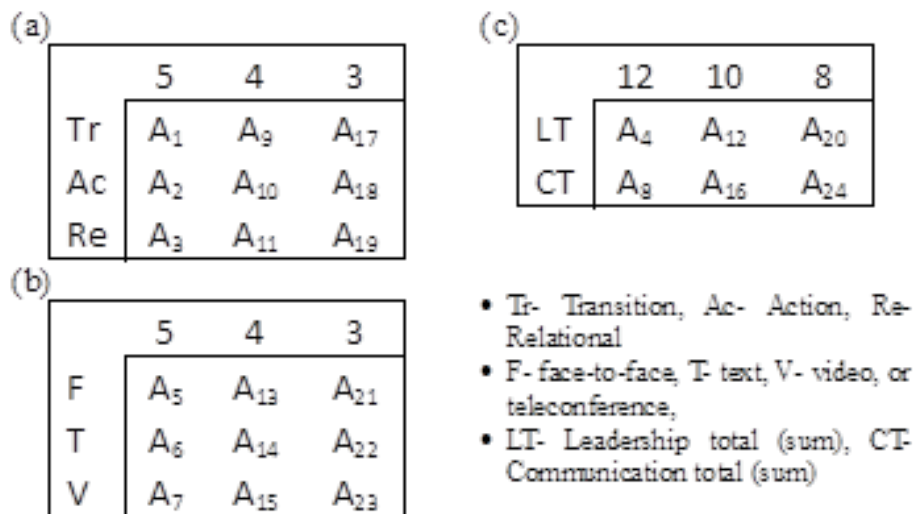 (a)
5 4 3
Tr A₁ A₉ A₁₇
Ac A₂ A₁₀ A₁₈
Re A₃ A₁₁ A₁₉
(b)
5 4 3
F A₅ A₁₃ A₂₁
T A₆ A₁₄ A₂₂
V A₇ A₁₅ A₂₃
(c)
12 10 8
LT A₄ A₁₂ A₂₀
CT A₈ A₁₆ A₂₄
• Tr- Transition, Ac- Action, Re-
Relational
• F- face-to-face, T- text, V- video, or
teleconference,
• LT- Leadership total (sum), CT-
Communication total (sum)